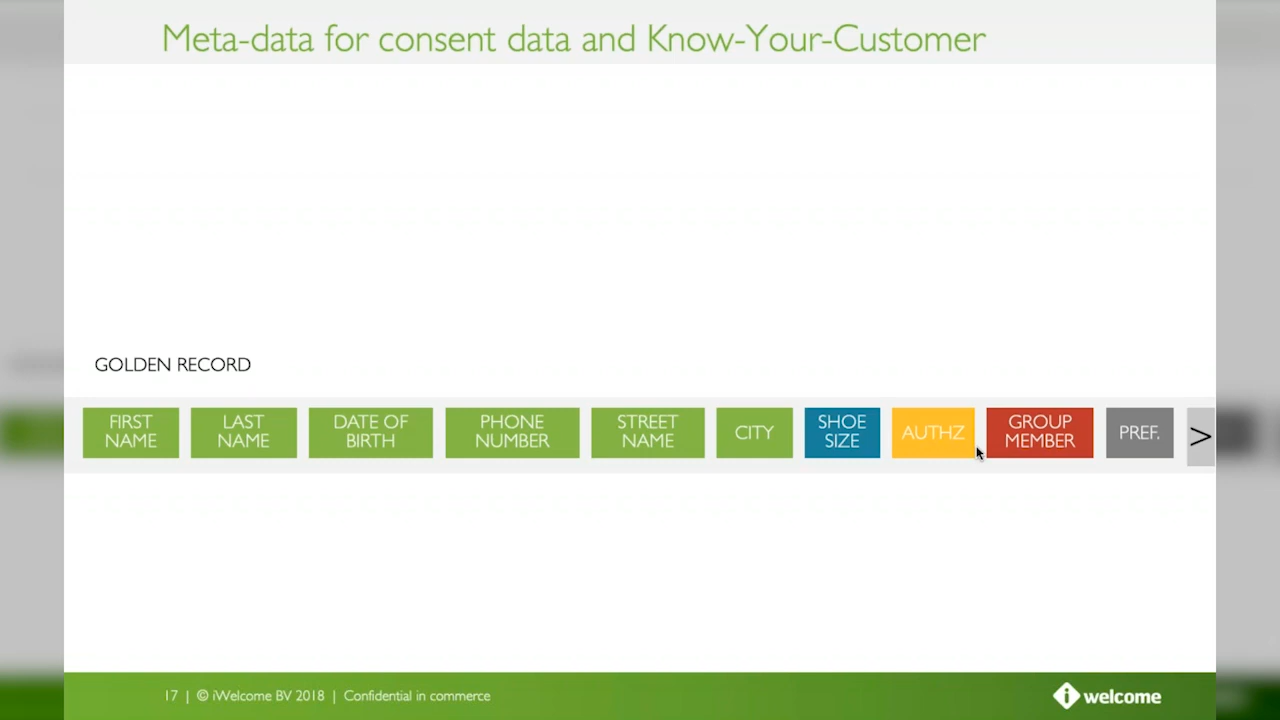 Meta-data for consent data and Know-Your-Customer
GOLDEN RECORD
FIRST
NAME
LAST
NAME
DATE OF
BIRTH
PHONE
NUMBER
STREET
NAME
CITY
SHOE
SIZE
AUTHZ
GROUP
MEMBER
PREF.
>
17 | © iWelcome BV 2018 | Confidential in commerce
i welcome